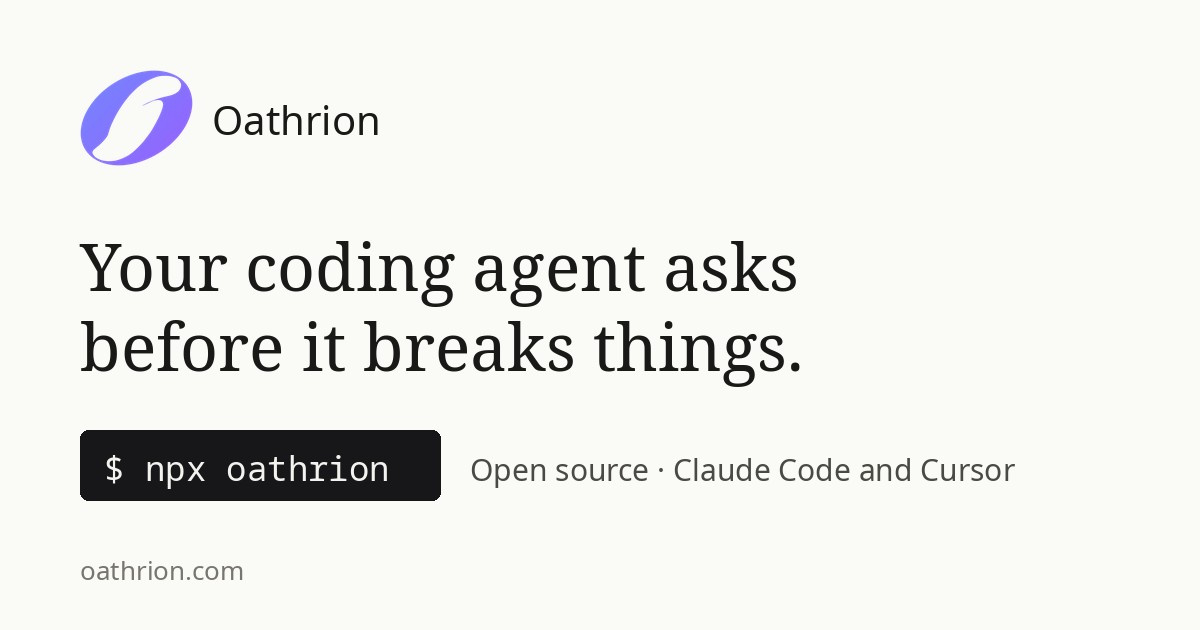 Oathrion
Your coding agent asks
before it breaks things.
$ npx oathrion
Open source · Claude Code and Cursor
oathrion.com